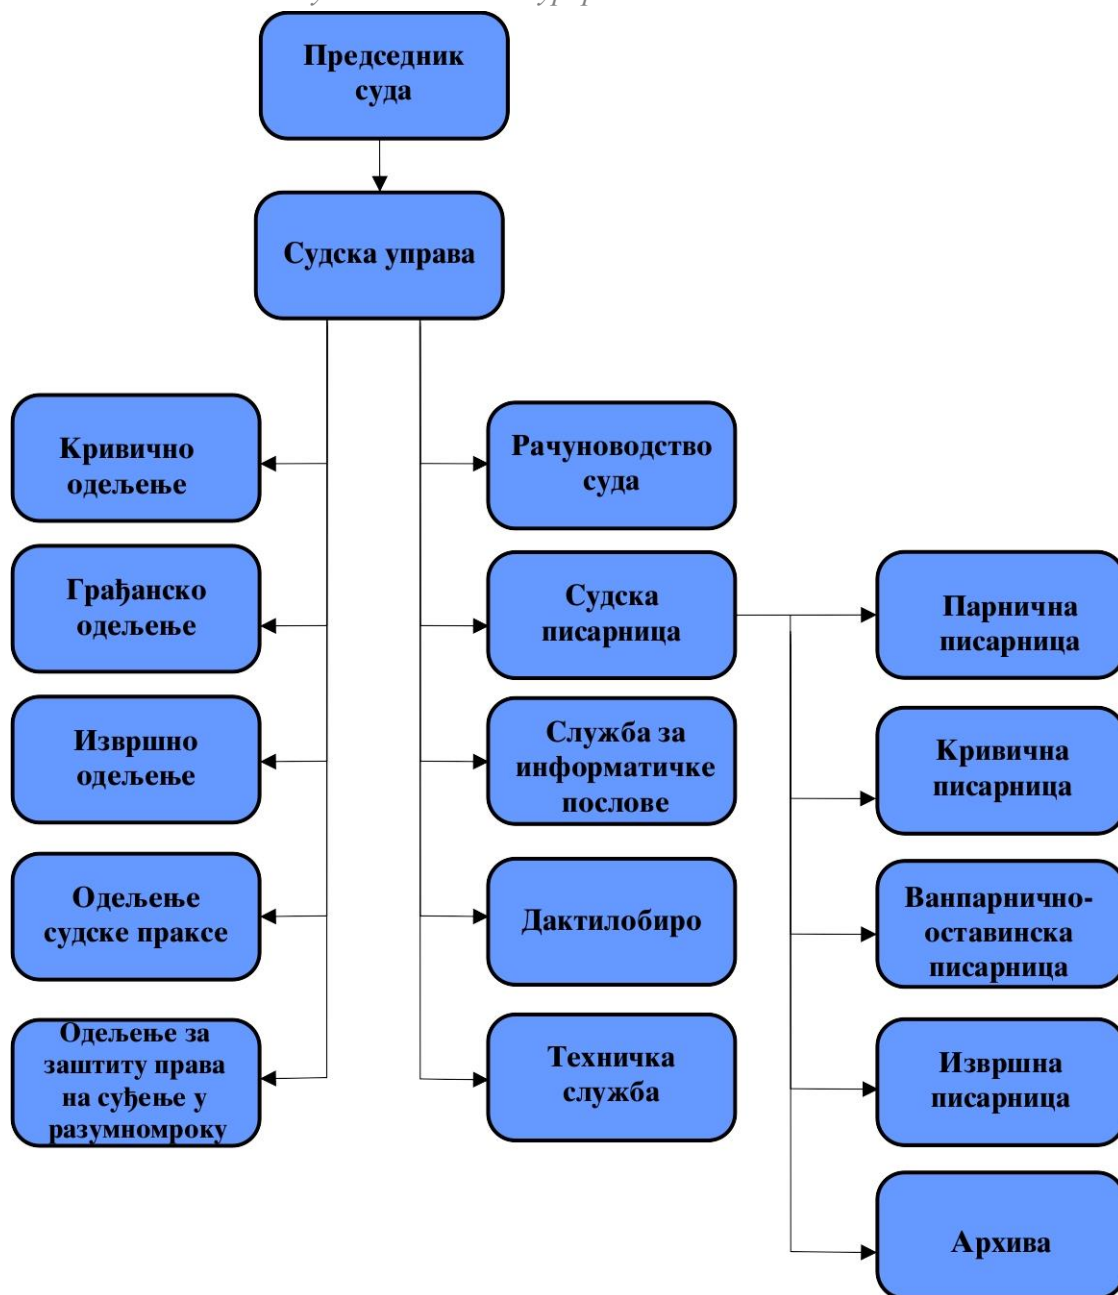 Председник
суда
Судска управа
Кривично
одељење
Грађанско
одељење
Извршно
одељење
Одељење
судске праксе
Одељење за
заштиту права
на суђење у
разумномроку
Рачуноводство
суда
Судска
писарница
Служба за
информатичке
послове
Дактилобиро
Техничка
служба
Парнична
писарница
Кривична
писарница
Ванпарнично-
оставинска
писарница
Извршна
писарница
Архива